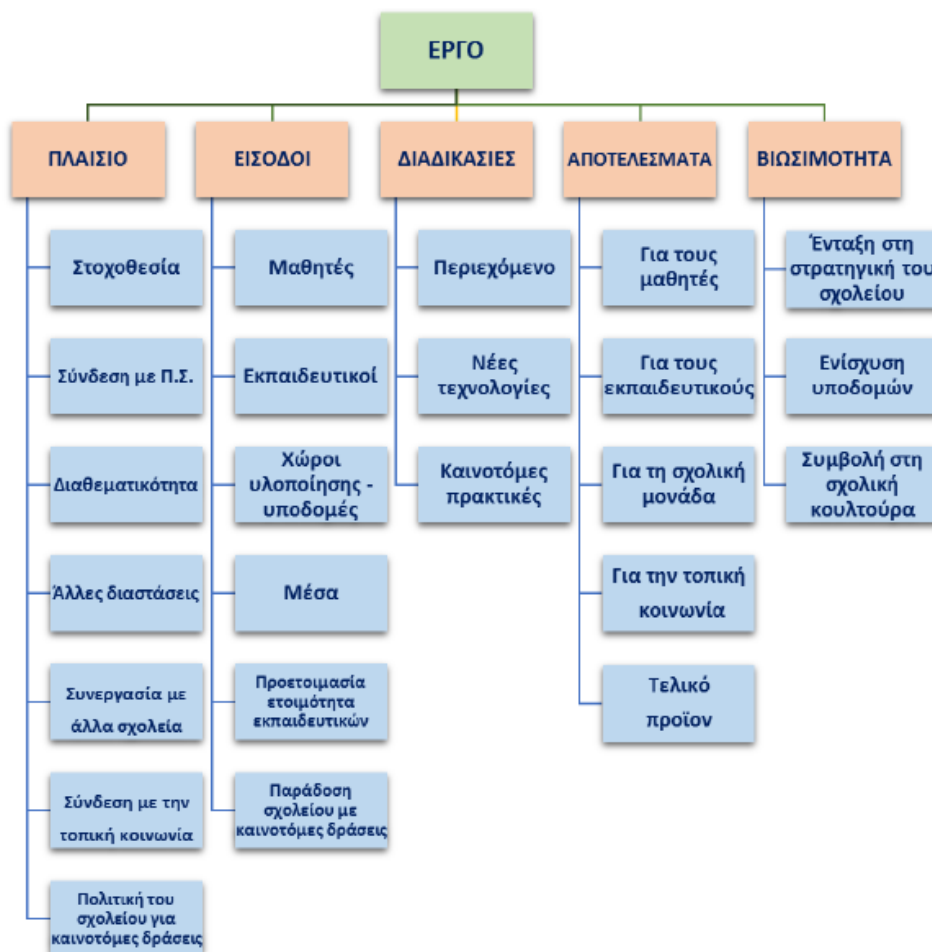 ΕΡΓΟ
ΠΛΑΙΣΙΟ
Στοχοθεσία
Σύνδεση με Π.Σ.
Διαθεματικότητα
Άλλες διαστάσεις
Συνεργασία με
άλλα σχολεία
Σύνδεση με την
τοπική κοινωνία
Πολιτική του
σχολείου για
καινοτόμες δράσεις
ΕΙΣΟΔΟΙ
Μαθητές
Εκπαιδευτικοί
Χώροι
υλοποίησης -
υποδομές
Μέσα
Προετοιμασία
ετοιμότητα
εκπαιδευτικών
Παράδοση
σχολείου με
καινοτόμες δράσεις
ΔΙΑΔΙΚΑΣΙΕΣ
Περιεχόμενο
Νέες
τεχνολογίες
Καινοτόμες
πρακτικές
ΑΠΟΤΕΛΕΣΜΑΤΑ
Για τους
μαθητές
Για τους
εκπαιδευτικούς
Για τη σχολική
μονάδα
Για την τοπική
κοινωνία
Τελικό
προϊον
ΒΙΩΣΙΜΟΤΗΤΑ
Ένταξη στη
στρατηγική του
σχολείου
Ενίσχυση
υποδομών
Συμβολή στη
σχολική
κουλτούρα